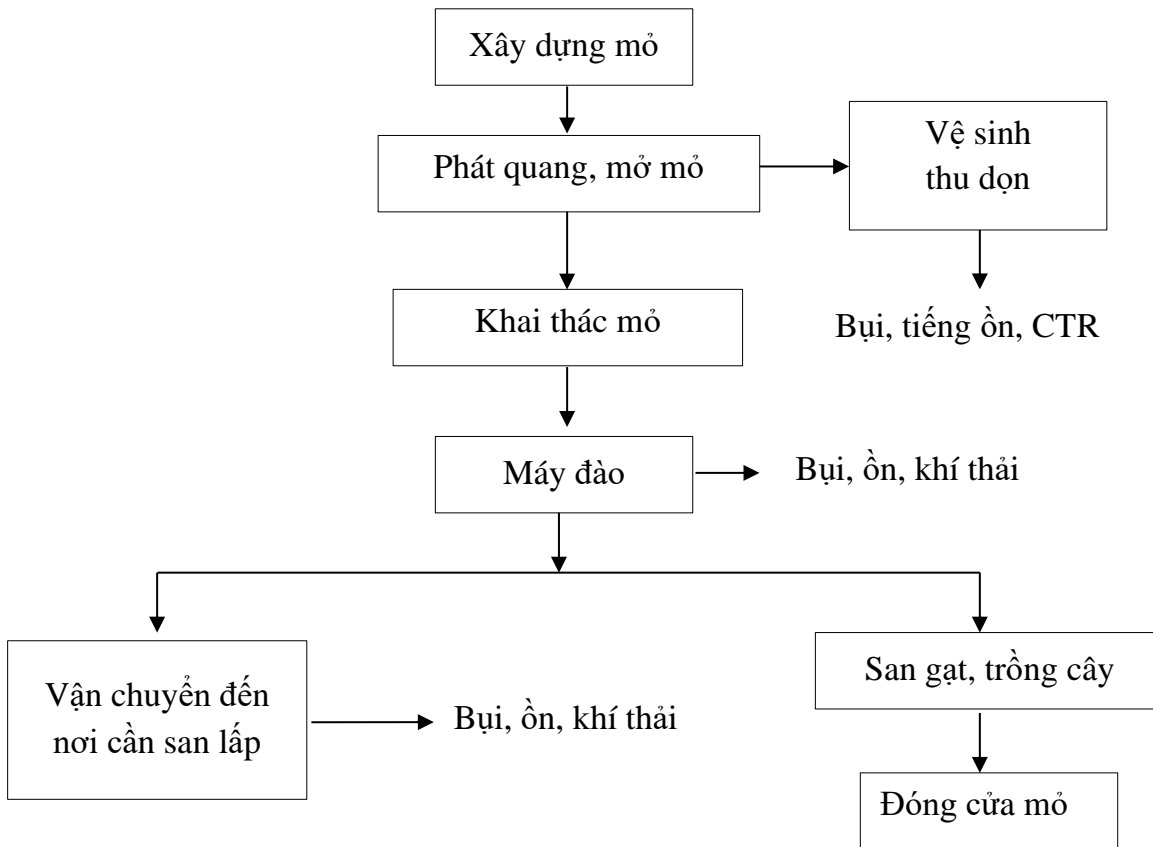 Xây dựng mỏ
Phát quang, mở mỏ
Vệ sinh
thu dọn
Khai thác mỏ
Bụi, tiếng ồn, CTR
Máy đào
Bụi, ồn, khí thải
Vận chuyển đến
nơi cần san lấp
Bụi, ồn, khí thải
San gạt, trồng cây
Đóng cửa mỏ